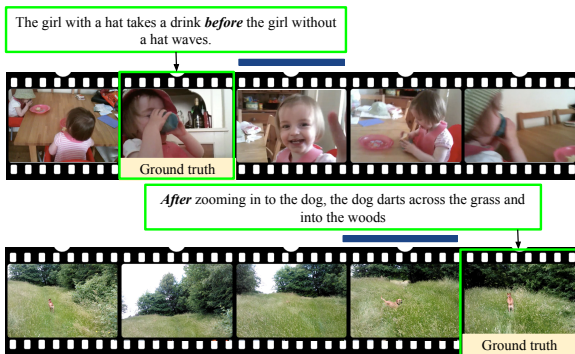 The girl with a hat takes a drink before the girl without
a hat waves.
Ground truth
After zooming in to the dog, the dog darts across the grass and
into the woods
Ground truth